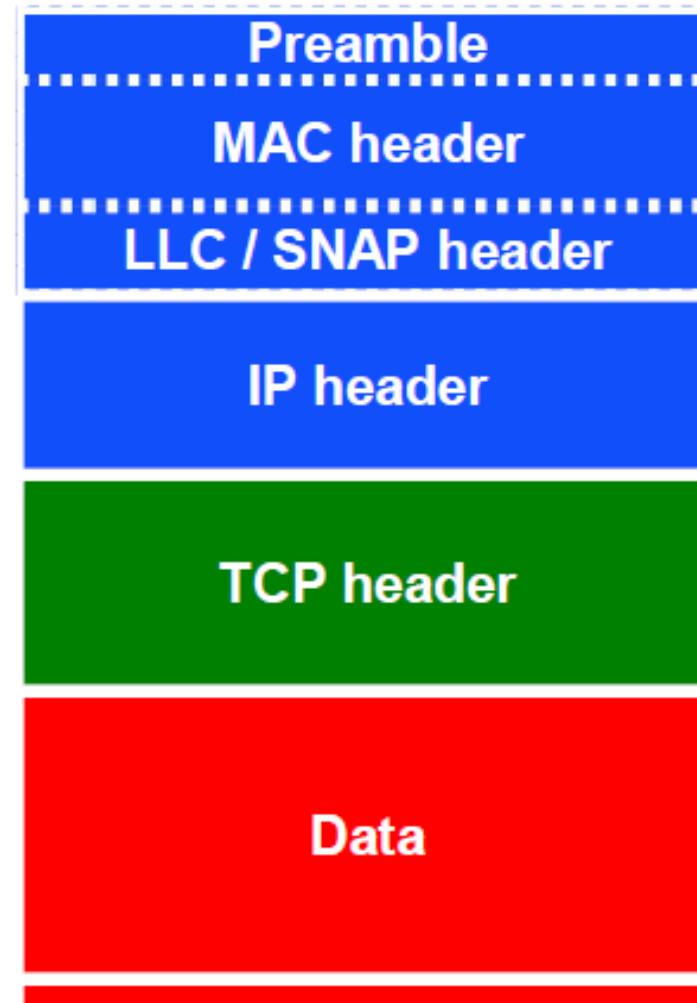 Preamble
MAC header
LLC / SNAP header
IP header
TCP header
Data